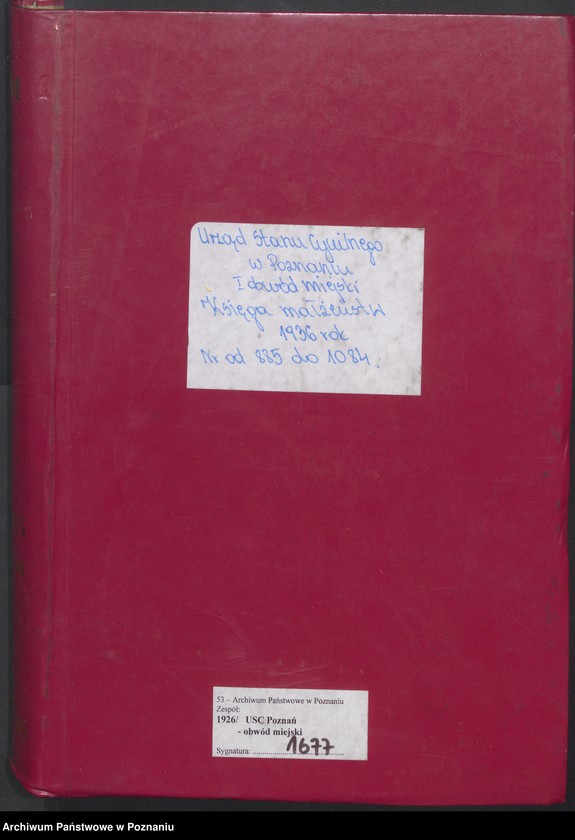 Urząd Stanu Cywilnego
w Poznaniu
I obwód miejski
Księga małżeństw
1936 rok
Nr od 885 do 1084.
53 – Archiwum Państwowe w Poznaniu
Zespół:
1926/ USC Poznań
- obwód miejski
Sygnatura: 1677
Archiwum Państwowe w Poznaniu